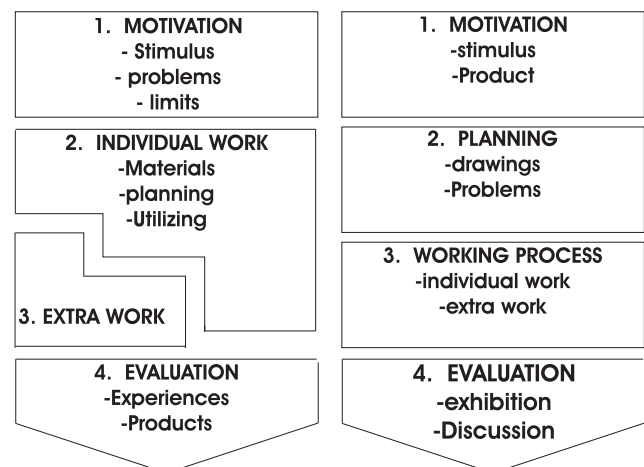 1. MOTIVATION
- Stimulus
- problems
- limits
2. INDIVIDUAL WORK
-Materials
-planning
-Utilizing
3. EXTRA WORK
4. EVALUATION
-Experiences
-Products
1. MOTIVATION
-stimulus
-Product
2. PLANNING
-drawings
-Problems
3. WORKING PROCESS
-individual work
-extra work
4. EVALUATION
-exhibition
-Discussion